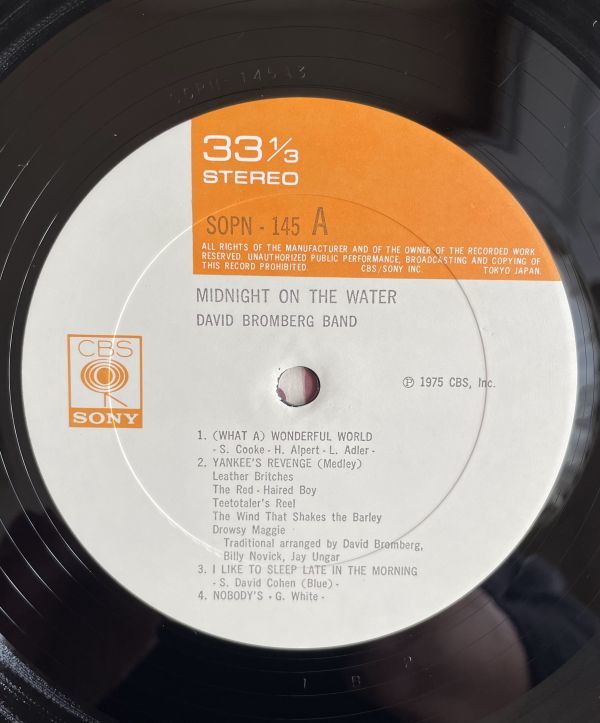 SOPN-145A3
33 1/3
STEREO
SOPN - 145 A
ALL RIGHTS OF THE MANUFACTURER AND OF THE OWNER OF THE RECORDED WORK
RESERVED. UNAUTHORIZED PUBLIC PERFORMANCE, BROADCASTING AND COPYING OF
THIS RECORD PROHIBITED. CBS/SONY INC. TOKYO JAPAN.
MIDNIGHT ON THE WATER
DAVID BROMBERG BAND
CBS
SONY
℗ 1975 CBS, Inc.
1. (WHAT A) WONDERFUL WORLD
- S. Cooke - H. Alpert - L. Adler -
2. YANKEE'S REVENGE (Medley)
Leather Britches
The Red - Haired Boy
Teetotaler's Reel
The Wind That Shakes the Barley
Drowsy Maggie
Traditional arranged by David Bromberg,
Billy Novick, Jay Ungar
3. I LIKE TO SLEEP LATE IN THE MORNING
- S. David Cohen (Blue) -
4. NOBODY'S - G. White -